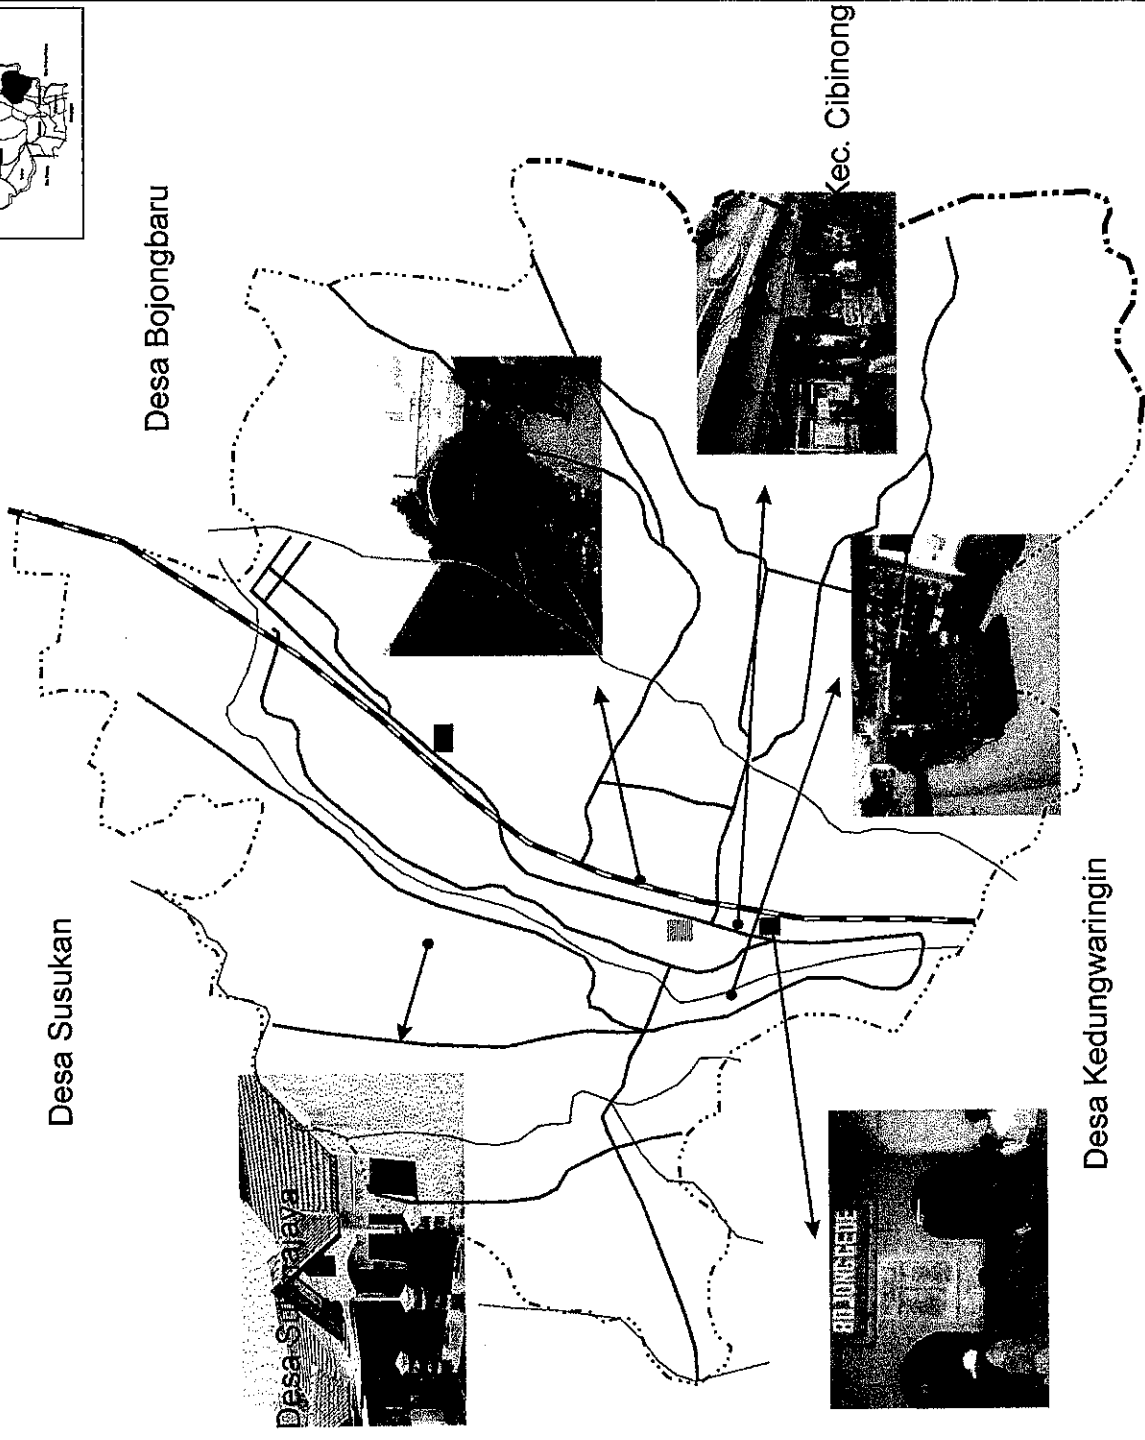 Desa Susukan
Desa Bojongbaru
Kec. Cibinong
Desa Kedungwaringin
BOJONGGEDE